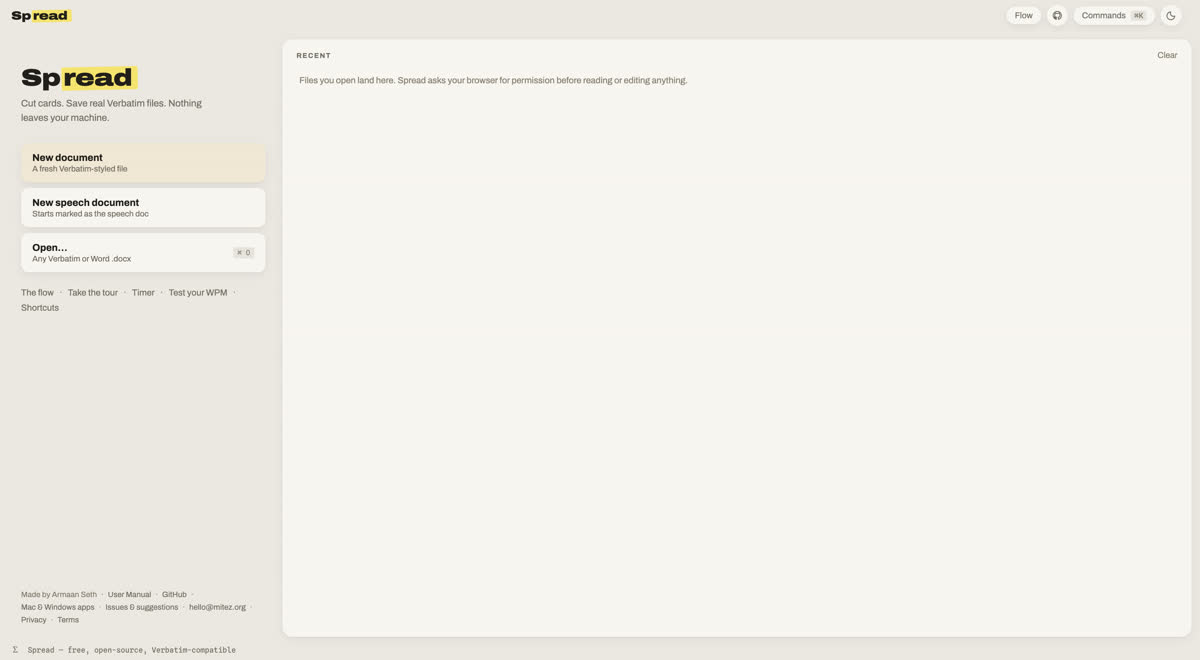 Spread
Flow
Commands ⌘K
Spread
Cut cards. Save real Verbatim files. Nothing
leaves your machine.
New document
A fresh Verbatim-styled file
New speech document
Starts marked as the speech doc
Open...
Any Verbatim or Word .docx
⌘ O
The flow · Take the tour · Timer · Test your WPM ·
Shortcuts
RECENT
Clear
Files you open land here. Spread asks your browser for permission before reading or editing anything.
Made by Armaan Seth · User Manual · GitHub ·
Mac & Windows apps · Issues & suggestions · hello@mitez.org ·
Privacy · Terms
Σ Spread — free, open-source, Verbatim-compatible